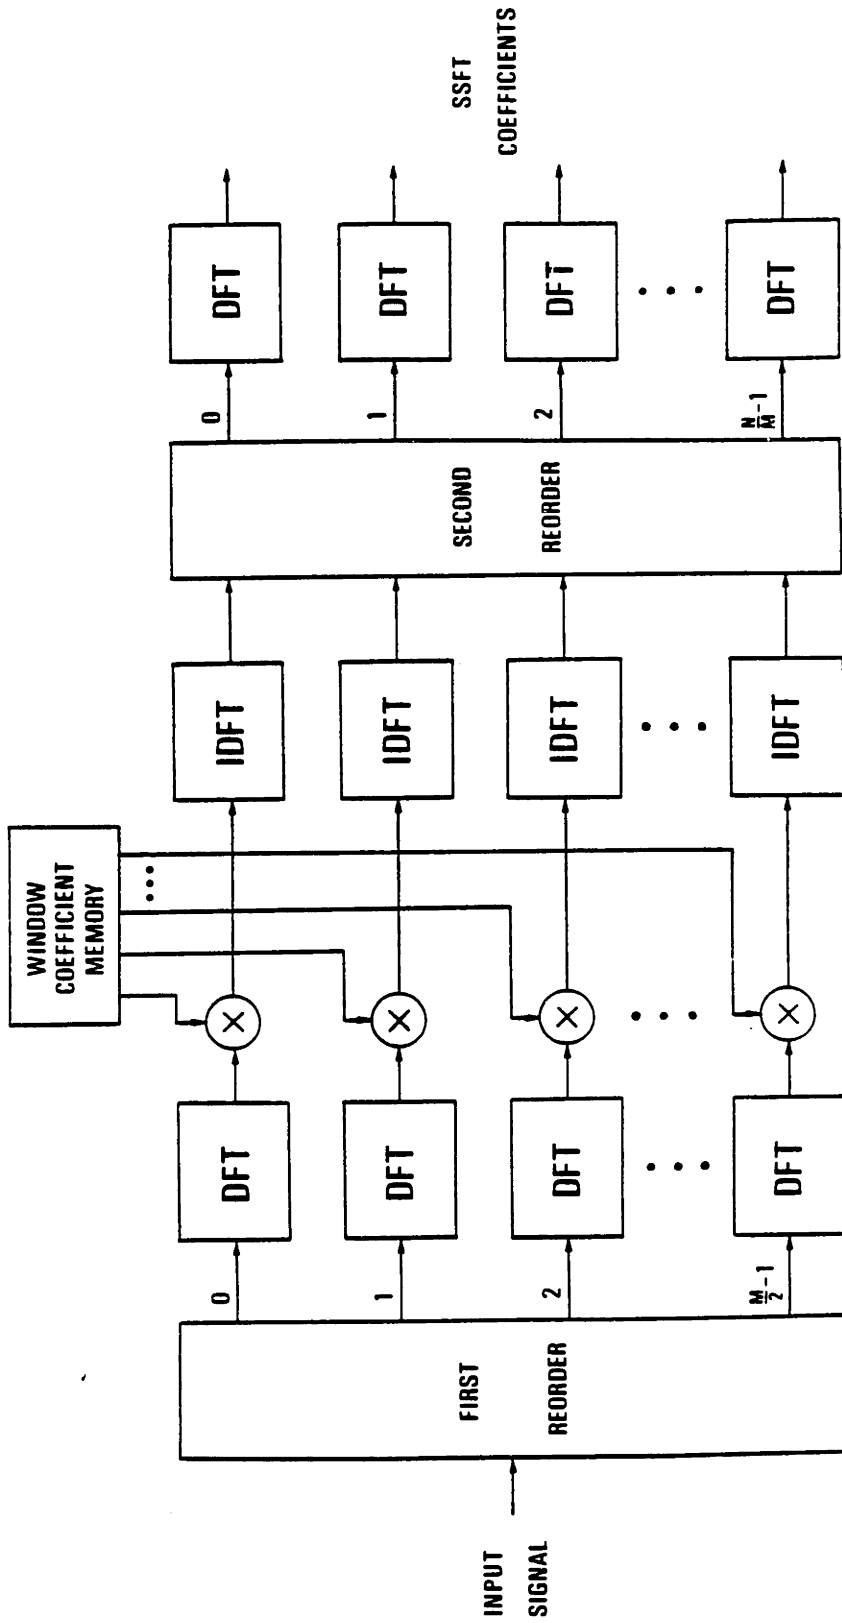 INPUT
SIGNAL
FIRST
REORDER
0
1
2
M/2 - 1
DFT
DFT
DFT
DFT
WINDOW
COEFFICIENT
MEMORY
IDFT
IDFT
IDFT
IDFT
SECOND
REORDER
0
1
2
N/M - 1
DFT
DFT
DFT
DFT
SSFT
COEFFICIENTS